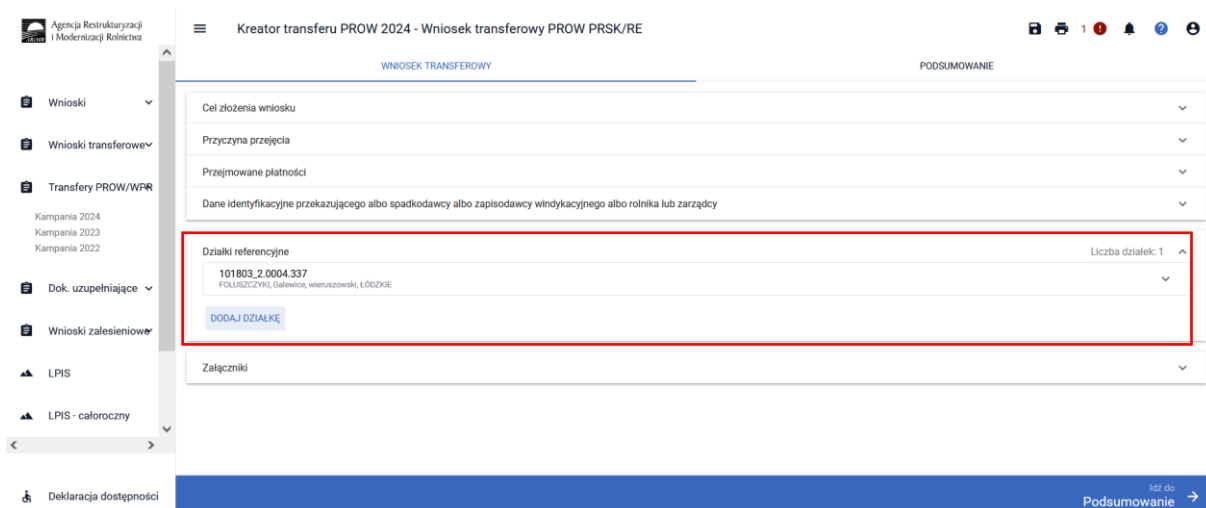 Agencja Restrukturyzacji
i Modernizacji Rolnictwa
Kreator transferu PROW 2024 - Wniosek transferowy PROW PRSK/RE
1
WNIOSEK TRANSFEROWY
PODSUMOWANIE
Wnioski
Wnioski transferowe
Transfery PROW/WPR
Kampania 2024
Kampania 2023
Kampania 2022
Dok. uzupełniające
Wnioski zalesieniowe
LPIS
LPIS - całoroczny
Deklaracja dostępności
Cel złożenia wniosku
Przyczyna przejęcia
Przejmowane płatności
Dane identyfikacyjne przekazującego albo spadkodawcy albo zapisodawcy windykacyjnego albo rolnika lub zarządcy
Działki referencyjne
Liczba działek: 1
101803_2.0004.337
FOLUSZCZYKI, Galewice, wieruszowski, ŁÓDZKIE
DODAJ DZIAŁKĘ
Załączniki
Idź do
Podsumowanie